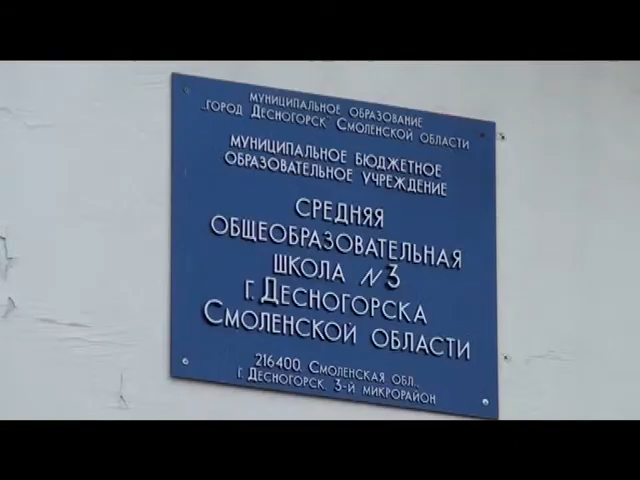 МУНИЦИПАЛЬНОЕ ОБРАЗОВАНИЕ
„ГОРОД ДЕСНОГОРСК" СМОЛЕНСКОЙ ОБЛАСТИ
МУНИЦИПАЛЬНОЕ БЮДЖЕТНОЕ
ОБРАЗОВАТЕЛЬНОЕ УЧРЕЖДЕНИЕ
СРЕДНЯЯ
ОБЩЕОБРАЗОВАТЕЛЬНАЯ
ШКОЛА N 3
Г. ДЕСНОГОРСКА
СМОЛЕНСКОЙ ОБЛАСТИ
216400, СМОЛЕНСКАЯ ОБЛ.,
Г. ДЕСНОГОРСК, 3-Й МИКРОРАЙОН